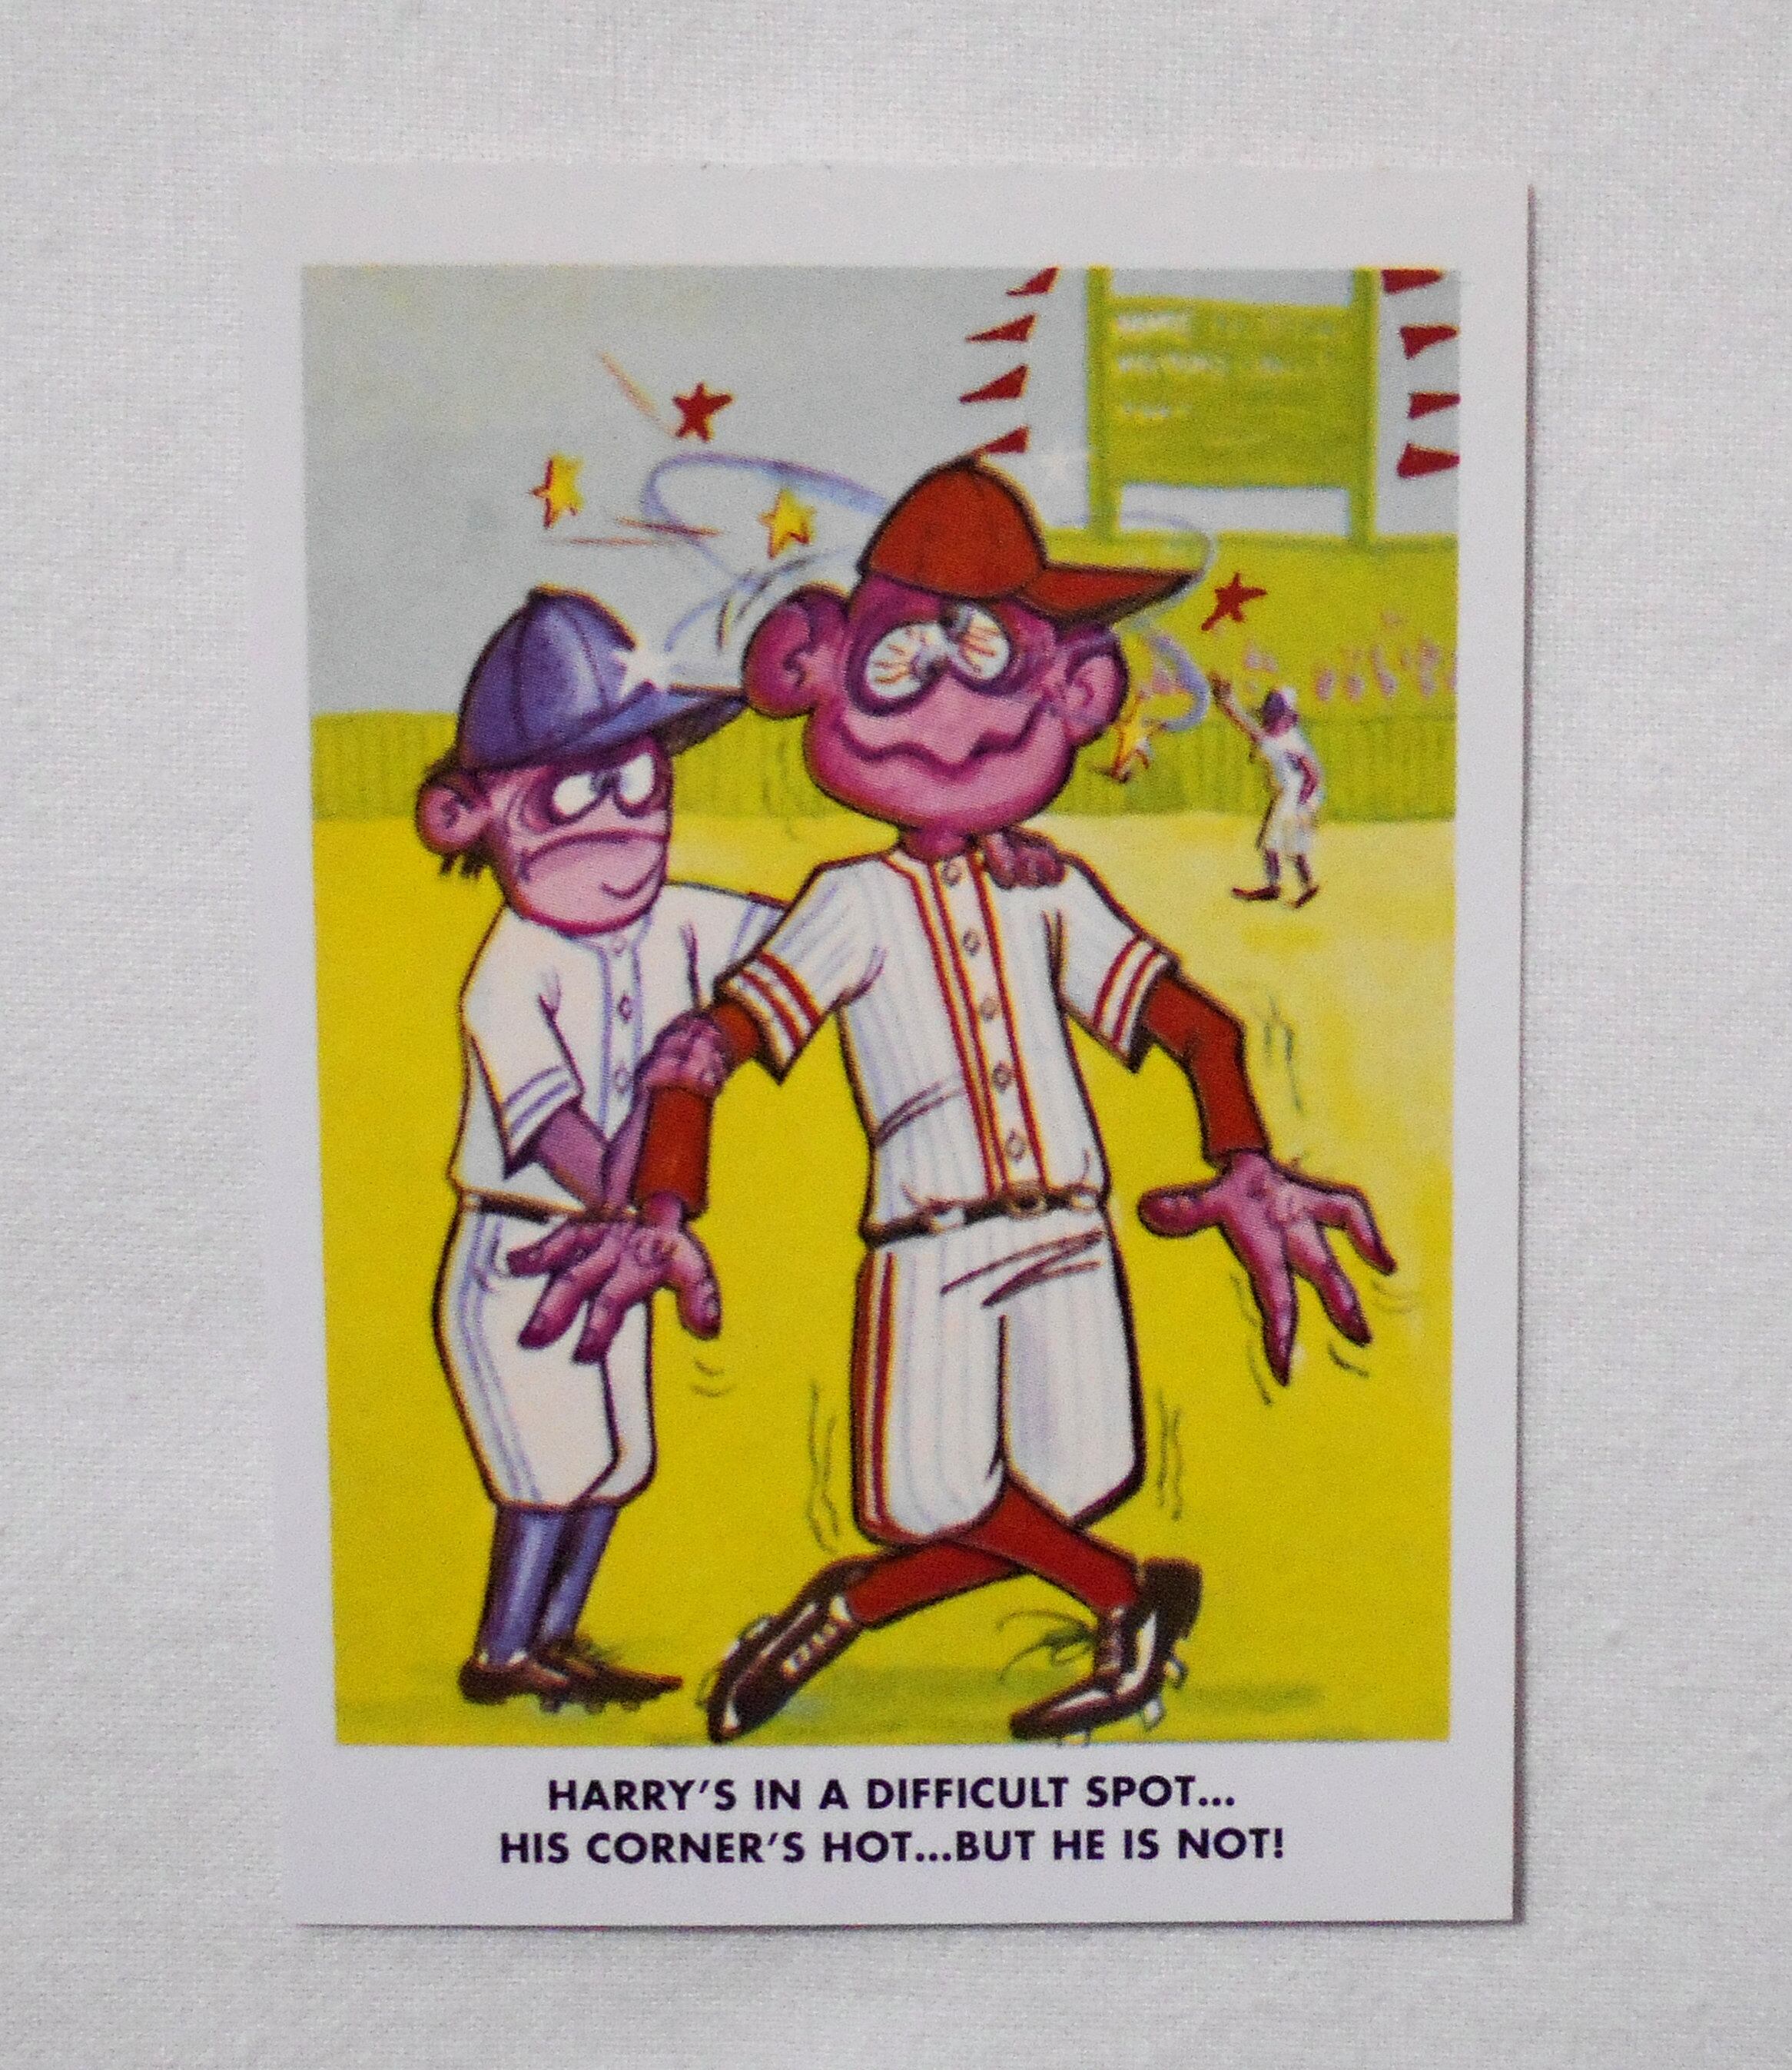 HARRY'S IN A DIFFICULT SPOT...
HIS CORNER'S HOT...BUT HE IS NOT!